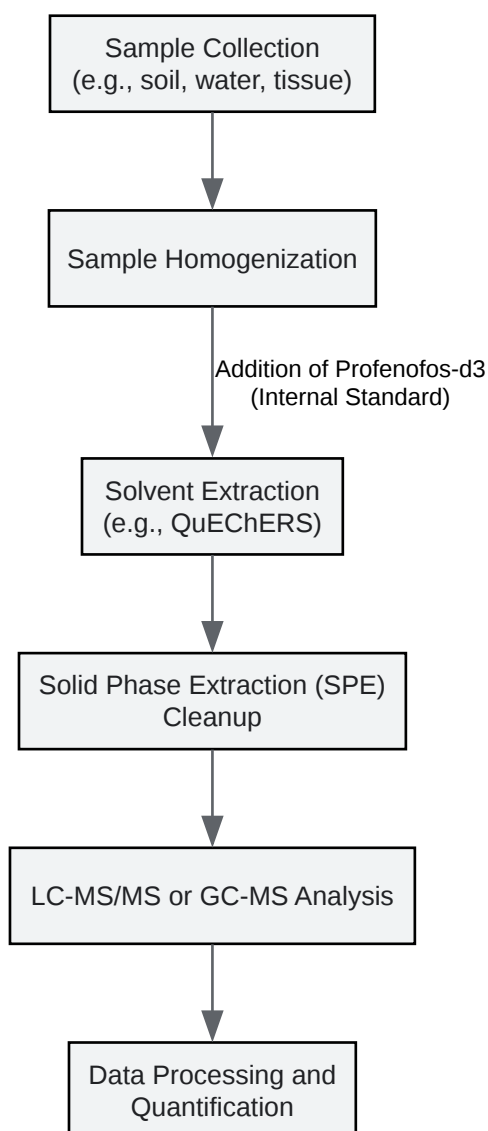 Sample Collection
(e.g., soil, water, tissue)
Sample Homogenization
Addition of Profenofos-d3
(Internal Standard)
Solvent Extraction
(e.g., QuEChERS)
Solid Phase Extraction (SPE)
Cleanup
LC-MS/MS or GC-MS Analysis
Data Processing and
Quantification